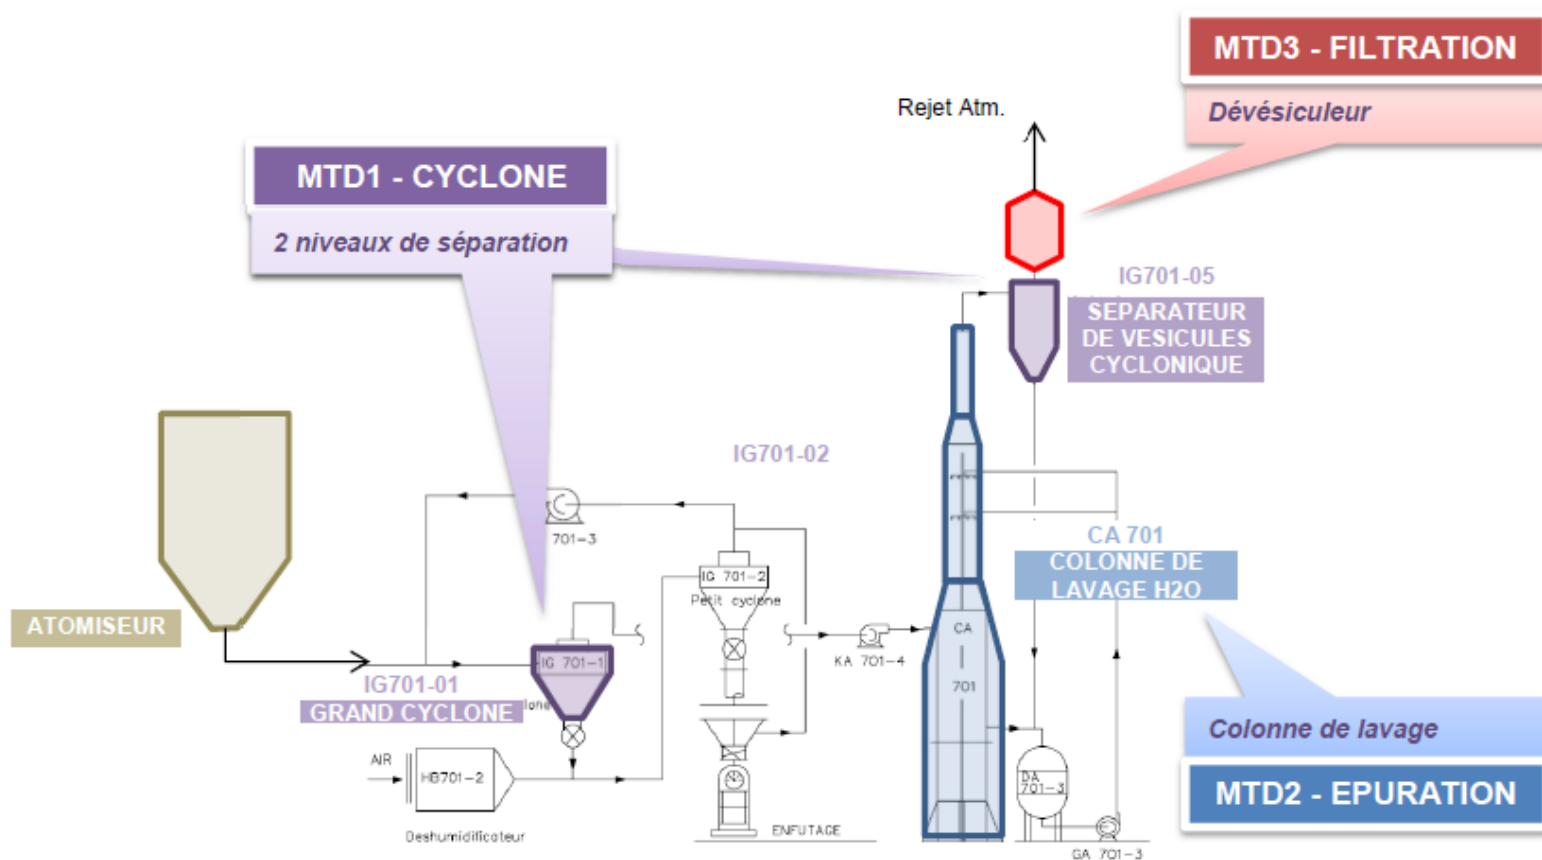 MTD3 - FILTRATION
Dévésiculeur
Rejet Atm.
MTD1 - CYCLONE
2 niveaux de séparation
IG701-05
SEPARATEUR
DE VESICULES
CYCLONIQUE
IG701-02
701-3
IG 701-2
Petit cyclone
CA 701
COLONNE DE
LAVAGE H2O
ATOMISEUR
IG 701-1
IG701-01
GRAND CYCLONE
lone
KA 701-4
CA
701
AIR
HB701-2
Deshumidificateur
ENFUTAGE
DA
701-3
GA 701-3
Colonne de lavage
MTD2 - EPURATION